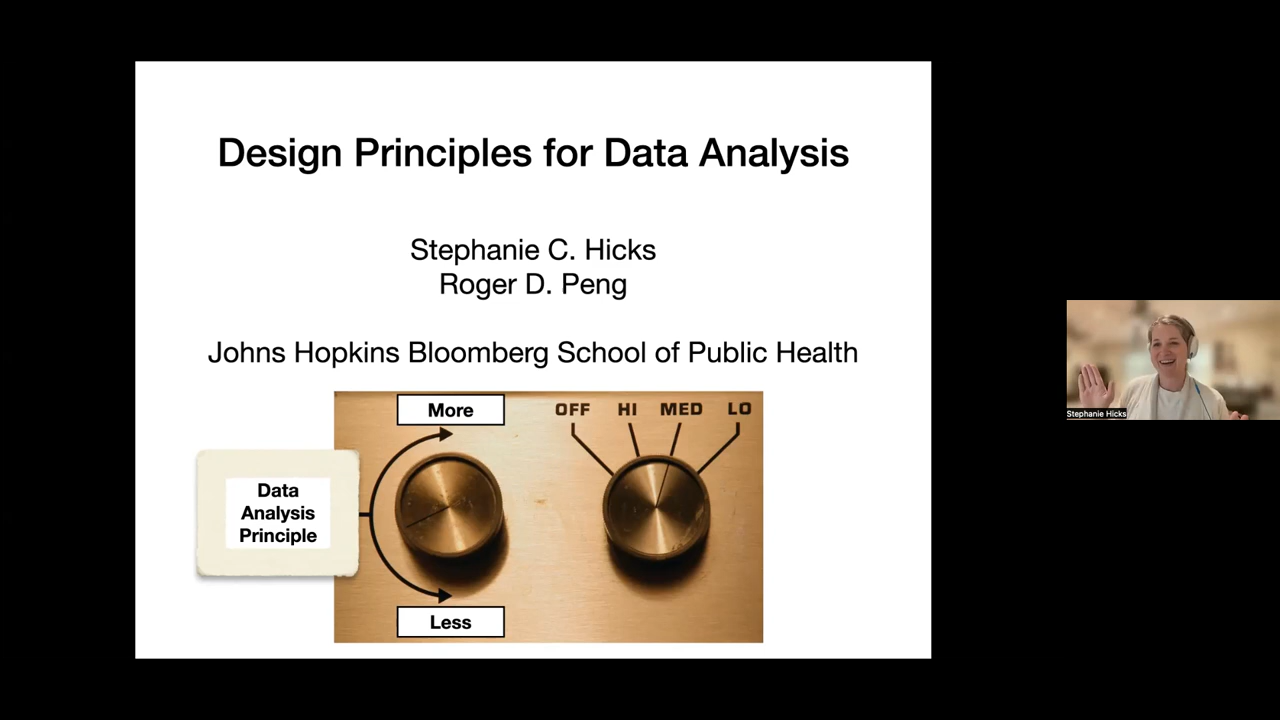 Design Principles for Data Analysis
Stephanie C. Hicks
Roger D. Peng
Johns Hopkins Bloomberg School of Public Health
More
OFF HI MED LO
Data
Analysis
Principle
Less
Stephanie Hicks